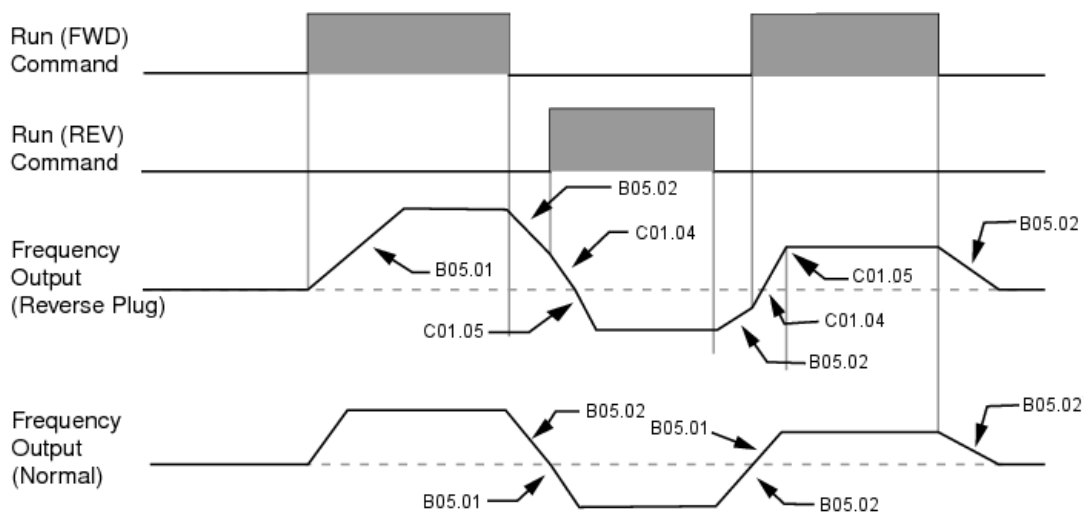 Run (FWD)
Command
Run (REV)
Command
B05.02
C01.04
B05.02
Frequency
Output
(Reverse Plug)
B05.01
C01.05
C01.05
C01.04
B05.02
Frequency
Output
(Normal)
B05.02
B05.01
B05.02
B05.01
B05.02